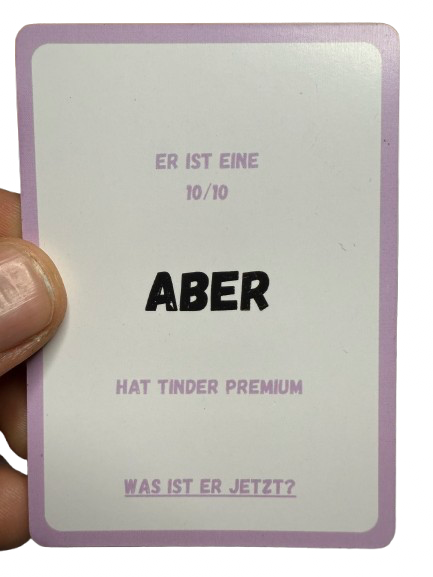 ER IST EINE
10/10
ABER
HAT TINDER PREMIUM
WAS IST ER JETZT?